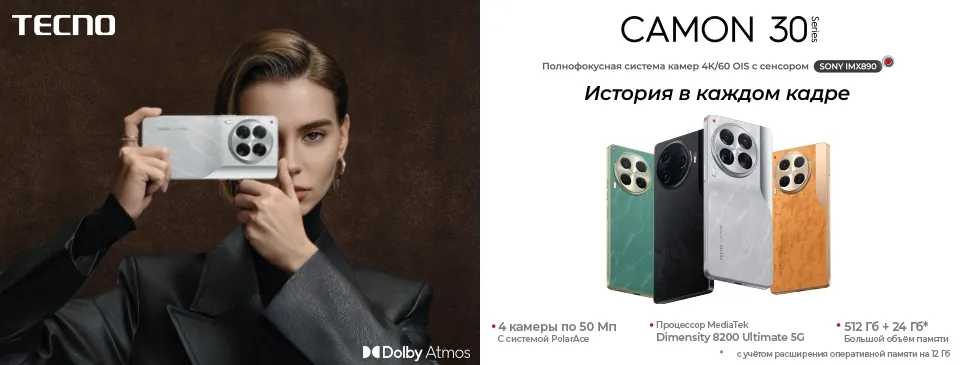 TECNO
Dolby Atmos
CAMON 30 Series
Полнофокусная система камер 4K/60 OIS с сенсором SONY IMX890
История в каждом кадре
• 4 камеры по 50 Мп
С системой PolarAce
• Процессор MediaTek
Dimensity 8200 Ultimate 5G
• 512 Гб + 24 Гб*
Большой объём памяти
* с учётом расширения оперативной памяти на 12 Гб